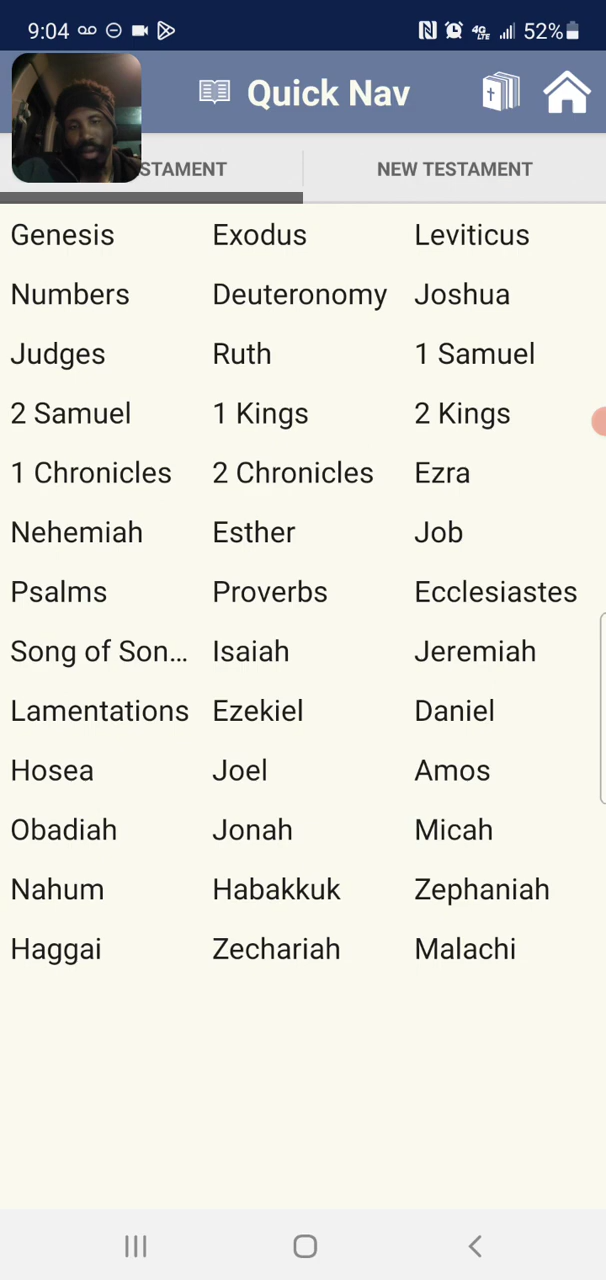 9:04 4G LTE 52%
Quick Nav
STAMENT NEW TESTAMENT
Genesis Exodus Leviticus
Numbers Deuteronomy Joshua
Judges Ruth 1 Samuel
2 Samuel 1 Kings 2 Kings
1 Chronicles 2 Chronicles Ezra
Nehemiah Esther Job
Psalms Proverbs Ecclesiastes
Song of Son... Isaiah Jeremiah
Lamentations Ezekiel Daniel
Hosea Joel Amos
Obadiah Jonah Micah
Nahum Habakkuk Zephaniah
Haggai Zechariah Malachi